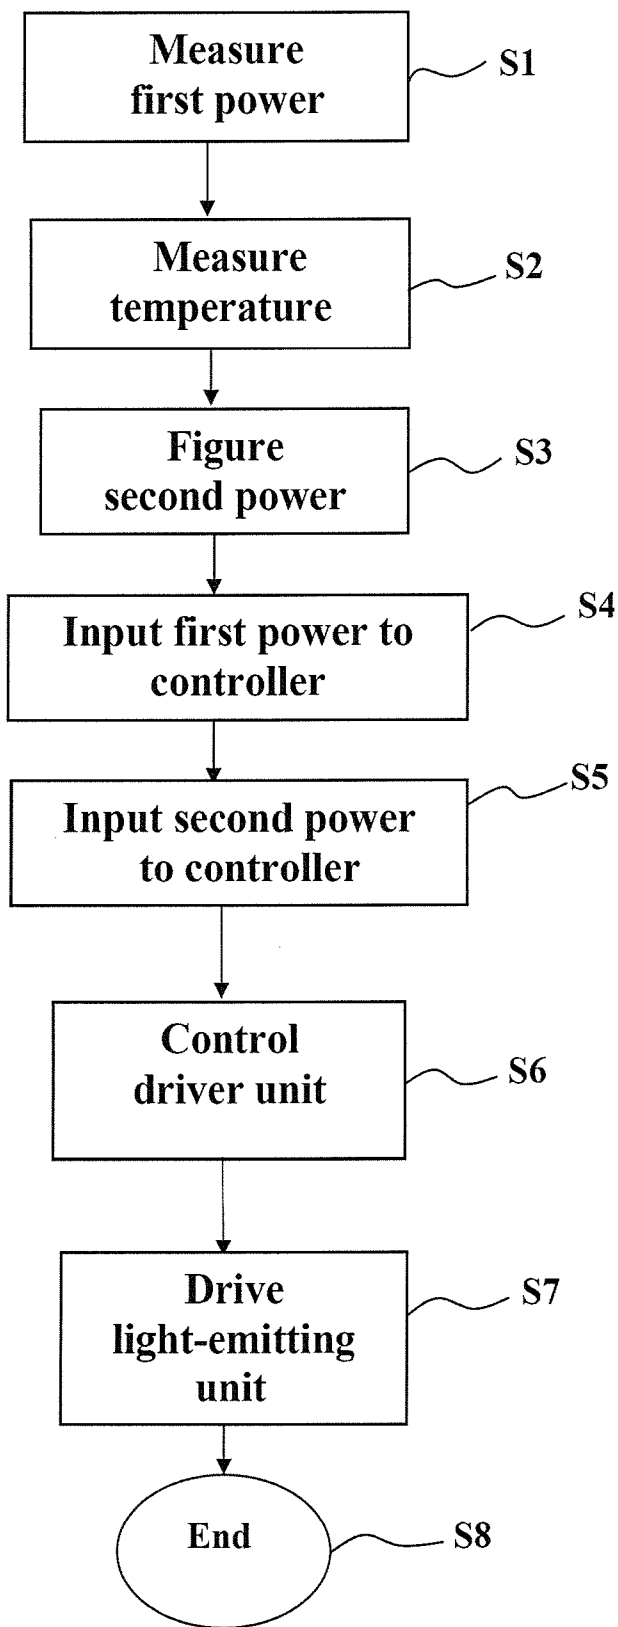 Measure
first power
S1
Measure
temperature
S2
Figure
second power
S3
Input first power to
controller
S4
Input second power
to controller
S5
Control
driver unit
S6
Drive
light-emitting
unit
S7
End
S8